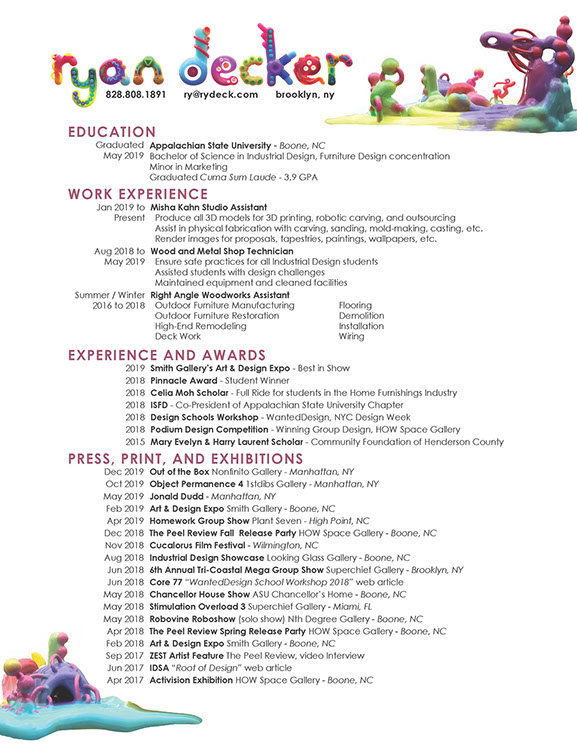 ryan decker
828.808.1891 ry@rydeck.com brooklyn, ny
EDUCATION
Graduated Appalachian State University - Boone, NC
May 2019 Bachelor of Science in Industrial Design, Furniture Design concentration
Minor in Marketing
Graduated Cuma Sum Laude - 3.9 GPA
WORK EXPERIENCE
Jan 2019 to Misha Kahn Studio Assistant
Present Produce all 3D models for 3D printing, robotic carving, and outsourcing
Assist in physical fabrication with carving, sanding, mold-making, casting, etc.
Render images for proposals, tapestries, paintings, wallpapers, etc.
Aug 2018 to Wood and Metal Shop Technician
May 2019 Ensure safe practices for all Industrial Design students
Assisted students with design challenges
Maintained equipment and cleaned facilities
Summer / Winter Right Angle Woodworks Assistant
2016 to 2018 Outdoor Furniture Manufacturing Flooring
Outdoor Furniture Restoration Demolition
High-End Remodeling Installation
Deck Work Wiring
EXPERIENCE AND AWARDS
2019 Smith Gallery's Art & Design Expo - Best in Show
2018 Pinnacle Award - Student Winner
2018 Celia Moh Scholar - Full Ride for students in the Home Furnishings Industry
2018 ISFD - Co-President of Appalachian State University Chapter
2018 Design Schools Workshop - WantedDesign, NYC Design Week
2018 Podium Design Competition - Winning Group Design, HOW Space Gallery
2015 Mary Evelyn & Harry Laurent Scholar - Community Foundation of Henderson County
PRESS, PRINT, AND EXHIBITIONS
Dec 2019 Out of the Box Nonfinito Gallery - Manhattan, NY
Oct 2019 Object Permanence 4 1stdibs Gallery - Manhattan, NY
May 2019 Jonald Dudd - Manhattan, NY
Feb 2019 Art & Design Expo Smith Gallery - Boone, NC
Apr 2019 Homework Group Show Plant Seven - High Point, NC
Dec 2018 The Peel Review Fall Release Party HOW Space Gallery - Boone, NC
Nov 2018 Cucalorus Film Festival - Wilmington, NC
Aug 2018 Industrial Design Showcase Looking Glass Gallery - Boone, NC
Jun 2018 6th Annual Tri-Coastal Mega Group Show Superchief Gallery - Brooklyn, NY
Jun 2018 Core 77 "WantedDesign School Workshop 2018" web article
May 2018 Chancellor House Show ASU Chancellor's Home - Boone, NC
May 2018 Stimulation Overload 3 Superchief Gallery - Miami, FL
May 2018 Robovine Roboshow (solo show) Nth Degree Gallery - Boone, NC
Apr 2018 The Peel Review Spring Release Party HOW Space Gallery - Boone, NC
Feb 2018 Art & Design Expo Smith Gallery - Boone, NC
Sep 2017 ZEST Artist Feature The Peel Review, video Interview
Jun 2017 IDSA "Root of Design" web article
Apr 2017 Activision Exhibition HOW Space Gallery - Boone, NC